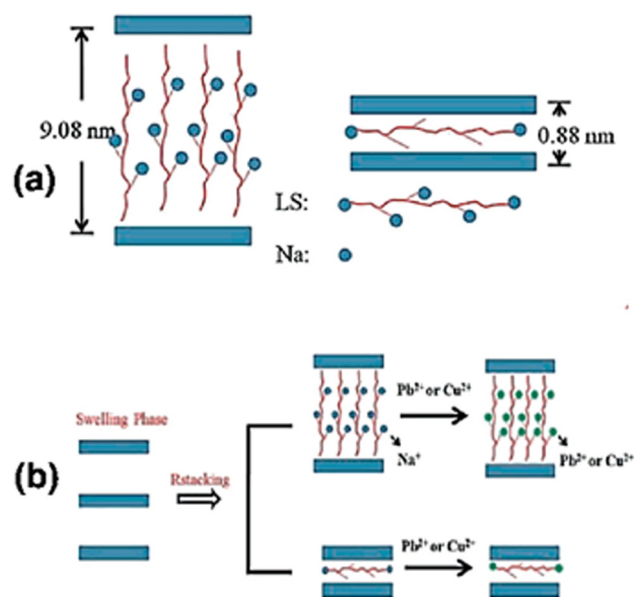 9.08 nm
0.88 nm
(a)
LS:
Na:
Swelling Phase
Rstacking
(b)
Pb²⁺ or Cu²⁺
Na⁺
Pb²⁺ or Cu²⁺
Pb²⁺ or Cu²⁺